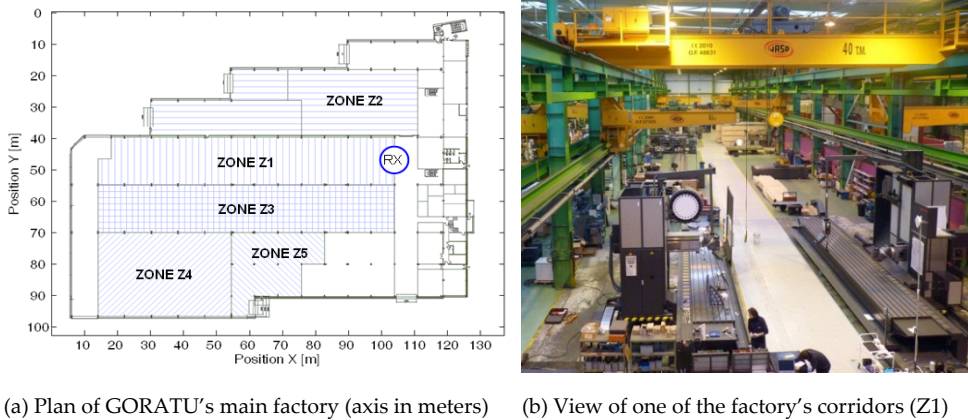 0
10
20
30
40
50
60
70
80
90
100
Position Y [m]
ZONE Z2
ZONE Z1
RX
ZONE Z3
ZONE Z4
ZONE Z5
10 20 30 40 50 60 70 80 90 100 110 120 130
Position X [m]
JASO
40 TM.
(a) Plan of GORATU’s main factory (axis in meters)
(b) View of one of the factory’s corridors (Z1)